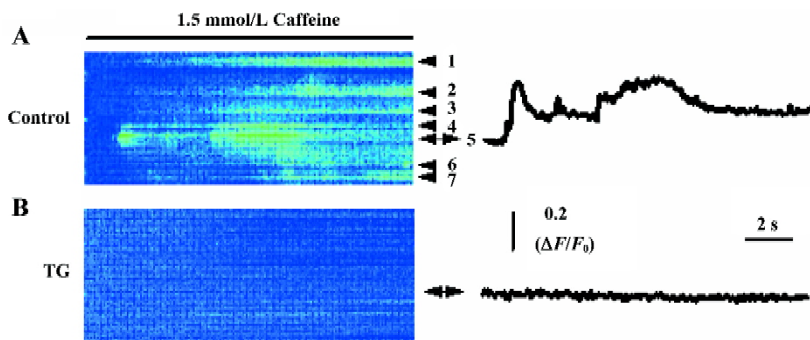 1.5 mmol/L Caffeine
A
Control
1
2
3
4
5
6
7
B
TG
0.2
(ΔF/F₀)
2 s